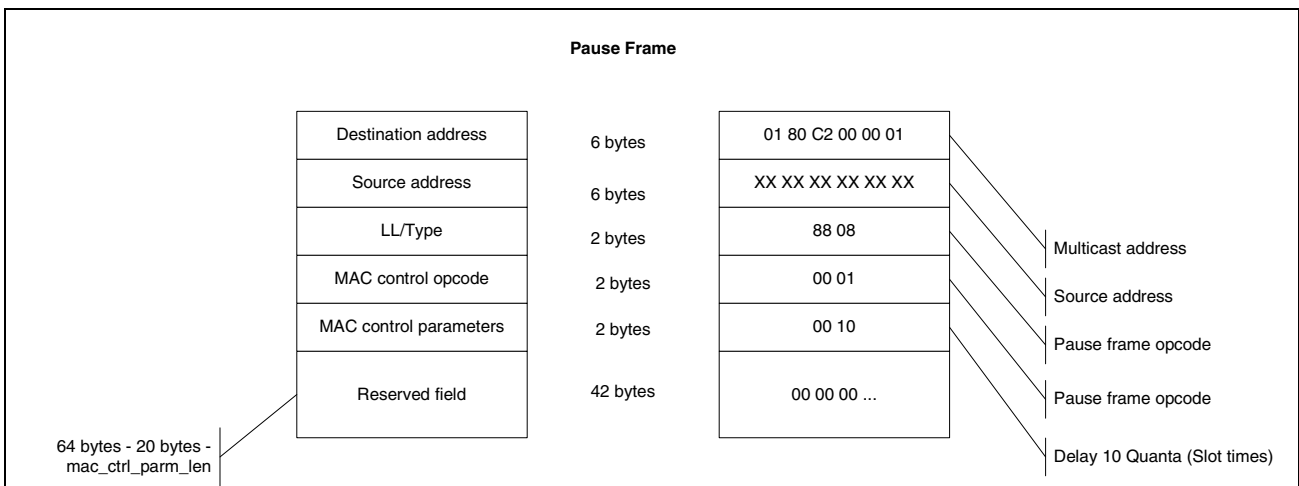 Pause Frame
Destination address
6 bytes
01 80 C2 00 00 01
Source address
6 bytes
XX XX XX XX XX XX
LL/Type
2 bytes
88 08
MAC control opcode
2 bytes
00 01
MAC control parameters
2 bytes
00 10
Reserved field
42 bytes
00 00 00 ...
Multicast address
Source address
Pause frame opcode
Pause frame opcode
Delay 10 Quanta (Slot times)
64 bytes - 20 bytes -
mac_ctrl_parm_len